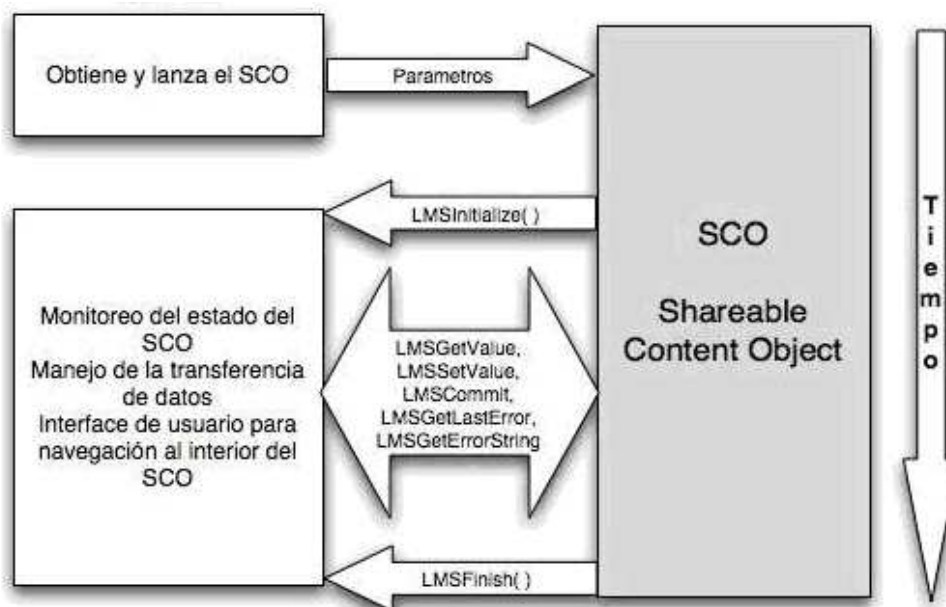 Obtiene y lanza el SCO
Parametros
LMSInitialize( )
Monitoreo del estado del
SCO
Manejo de la transferencia
de datos
Interface de usuario para
navegación al interior del
SCO
LMSGetValue,
LMSSetValue,
LMSCommit,
LMSGetLastError,
LMSGetErrorString
LMSFinish( )
SCO
Shareable
Content Object
Tiempo